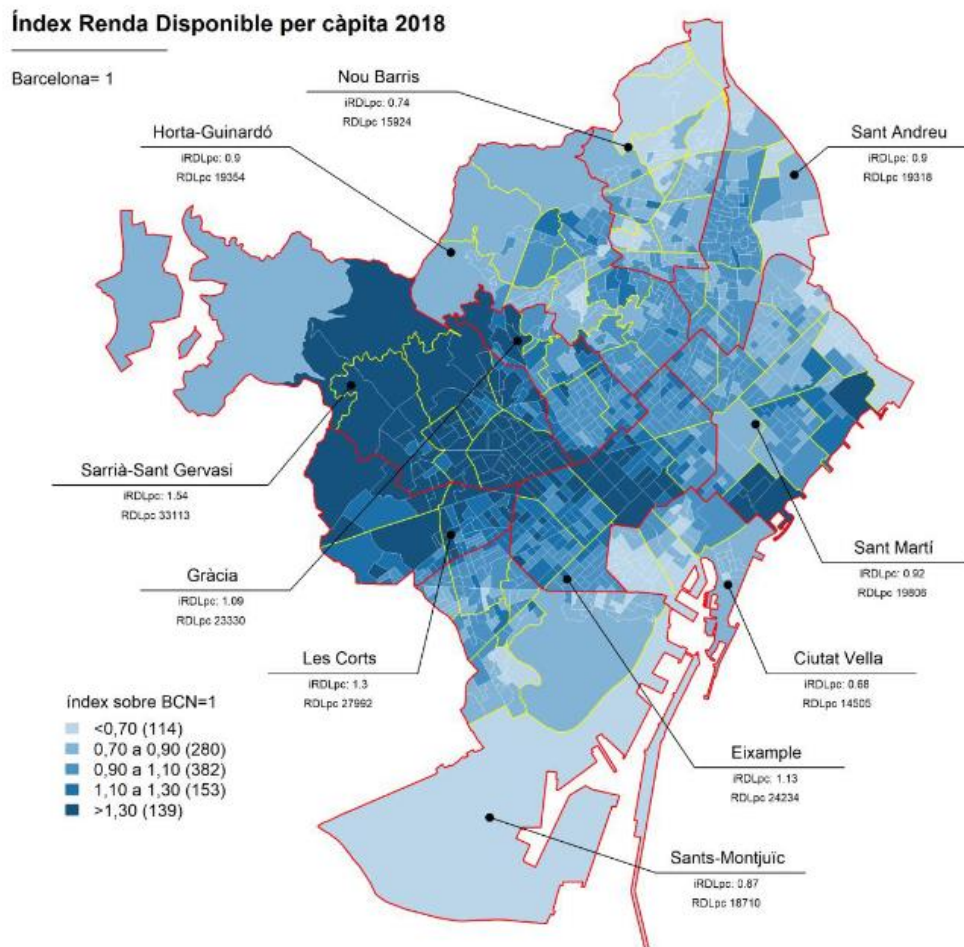 Índex Renda Disponible per càpita 2018
Barcelona= 1
Nou Barris
iRDLpc: 0.74
RDLpc 15924
Horta-Guinardó
iRDLpc: 0.9
RDLpc 19354
Sant Andreu
iRDLpc: 0.9
RDLpc 19318
Sarrià-Sant Gervasi
iRDLpc: 1.54
RDLpc 33113
Gràcia
iRDLpc: 1.09
RDLpc 23330
Sant Martí
iRDLpc: 0.92
RDLpc 19806
Les Corts
iRDLpc: 1.3
RDLpc 27992
Ciutat Vella
iRDLpc: 0.68
RDLpc 14505
Eixample
iRDLpc: 1.13
RDLpc 24234
Sants-Montjuïc
iRDLpc: 0.87
RDLpc 18710
índex sobre BCN=1
<0,70 (114)
0,70 a 0,90 (280)
0,90 a 1,10 (382)
1,10 a 1,30 (153)
>1,30 (139)